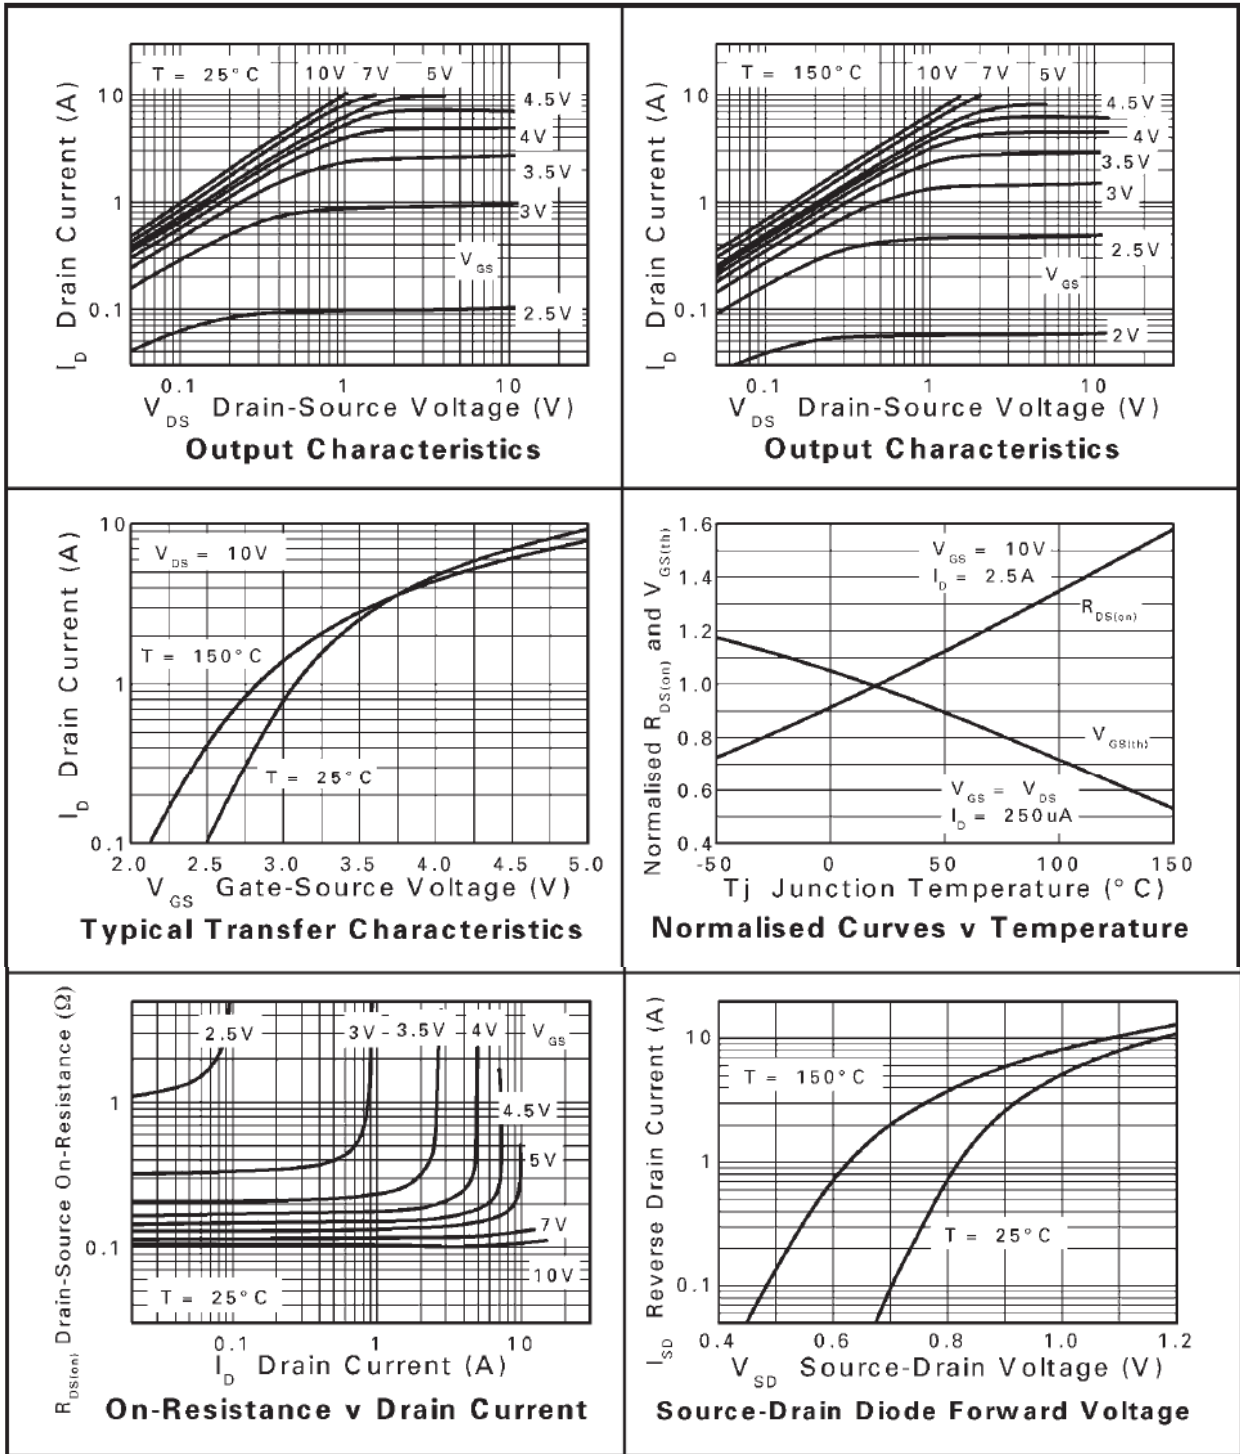 T = 25°C
10V 7V 5V
4.5V
4V
3.5V
3V
VGS
2.5V
10
1
0.1
ID Drain Current (A)
0.1 1 10
VDS Drain-Source Voltage (V)
Output Characteristics
T = 150°C
10V 7V 5V
4.5V
4V
3.5V
3V
2.5V
VGS
2V
10
1
0.1
ID Drain Current (A)
0.1 1 10
VDS Drain-Source Voltage (V)
Output Characteristics
VDS = 10V
T = 150°C
T = 25°C
10
1
0.1
ID Drain Current (A)
2.0 2.5 3.0 3.5 4.0 4.5 5.0
VGS Gate-Source Voltage (V)
Typical Transfer Characteristics
VGS = 10V
ID = 2.5A
RDS(on)
VGS(th)
VGS = VDS
ID = 250uA
1.6
1.4
1.2
1.0
0.8
0.6
0.4
Normalised RDS(on) and VGS(th)
-50 0 50 100 150
Tj Junction Temperature (°C)
Normalised Curves v Temperature
2.5V 3V 3.5V 4V VGS
4.5V
5V
7V
10V
T = 25°C
1
0.1
RDS(on) Drain-Source On-Resistance (Ω)
0.1 1 10
ID Drain Current (A)
On-Resistance v Drain Current
T = 150°C
T = 25°C
10
1
0.1
ISD Reverse Drain Current (A)
0.4 0.6 0.8 1.0 1.2
VSD Source-Drain Voltage (V)
Source-Drain Diode Forward Voltage